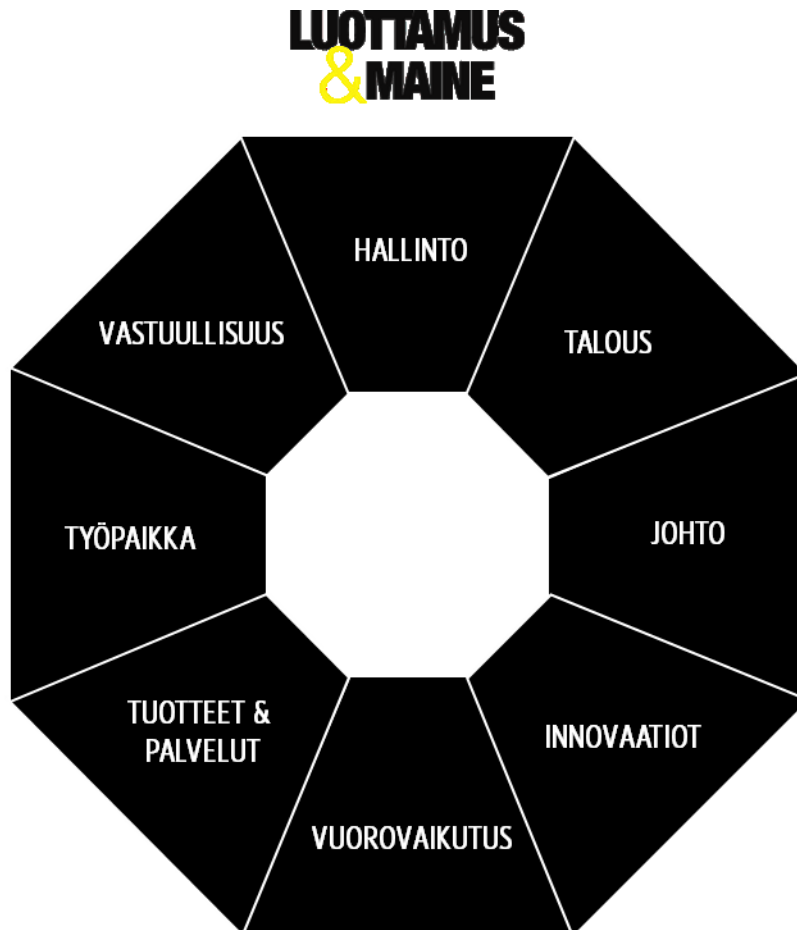 LUOTTAMUS
& MAINE
HALLINTO
TALOUS
JOHTO
INNOVAATIOT
VUOROVAIKUTUS
TUOTTEET &
PALVELUT
TYÖPAIKKA
VASTUULLISUUS